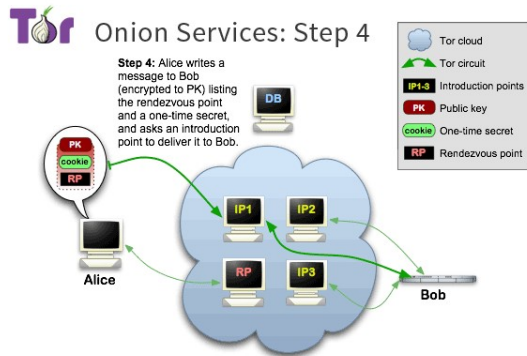 Tor
Onion Services: Step 4
Step 4: Alice writes a
message to Bob
(encrypted to PK) listing
the rendezvous point
and a one-time secret,
and asks an introduction
point to deliver it to Bob.
DB
Tor cloud
Tor circuit
IP1-3 Introduction points
PK Public key
cookie One-time secret
RP Rendezvous point
PK
cookie
RP
IP1
IP2
RP
IP3
Alice
Bob